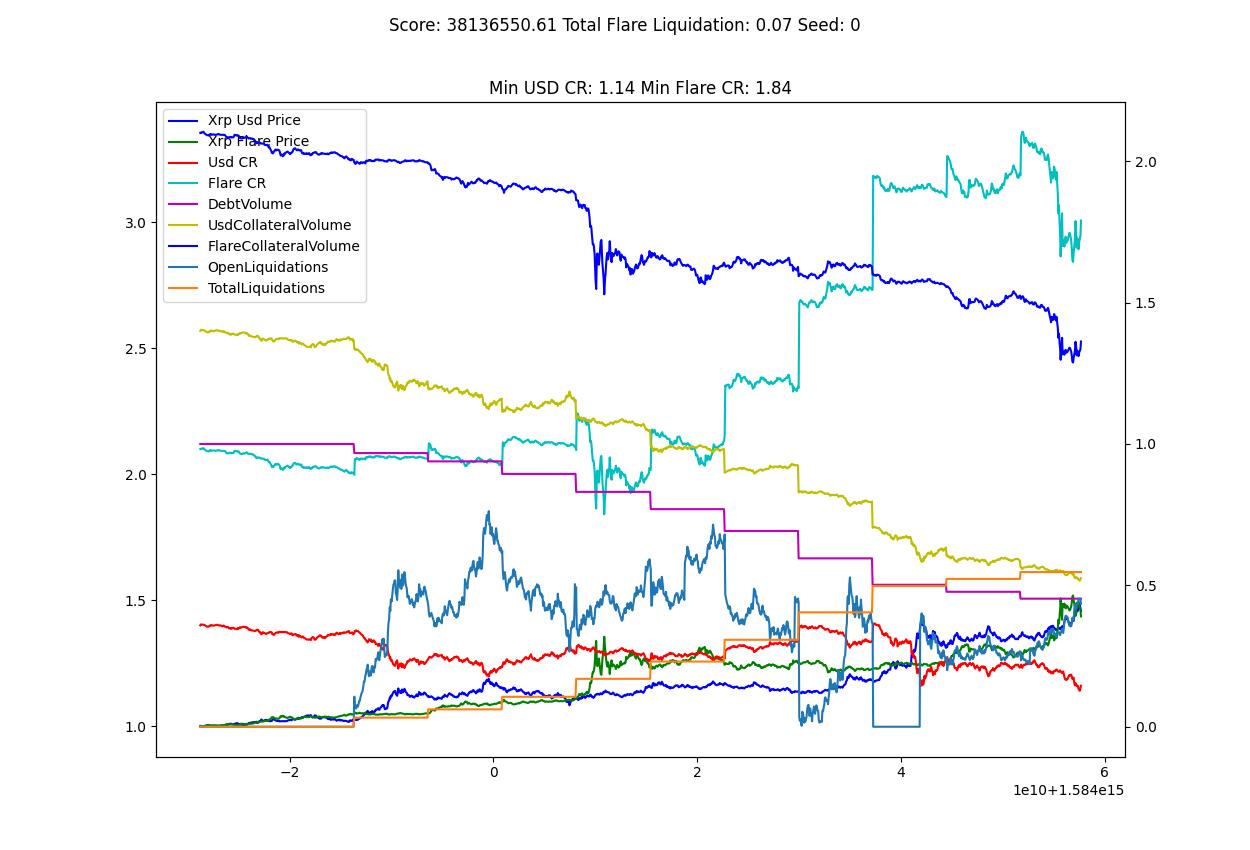 Score: 38136550.61 Total Flare Liquidation: 0.07 Seed: 0
Min USD CR: 1.14 Min Flare CR: 1.84
Xrp Usd Price
Xrp Flare Price
Usd CR
Flare CR
DebtVolume
UsdCollateralVolume
FlareCollateralVolume
OpenLiquidations
TotalLiquidations
3.0
2.5
2.0
1.5
1.0
2.0
1.5
1.0
0.5
0.0
−2 0 2 4 6
1e10+1.584e15